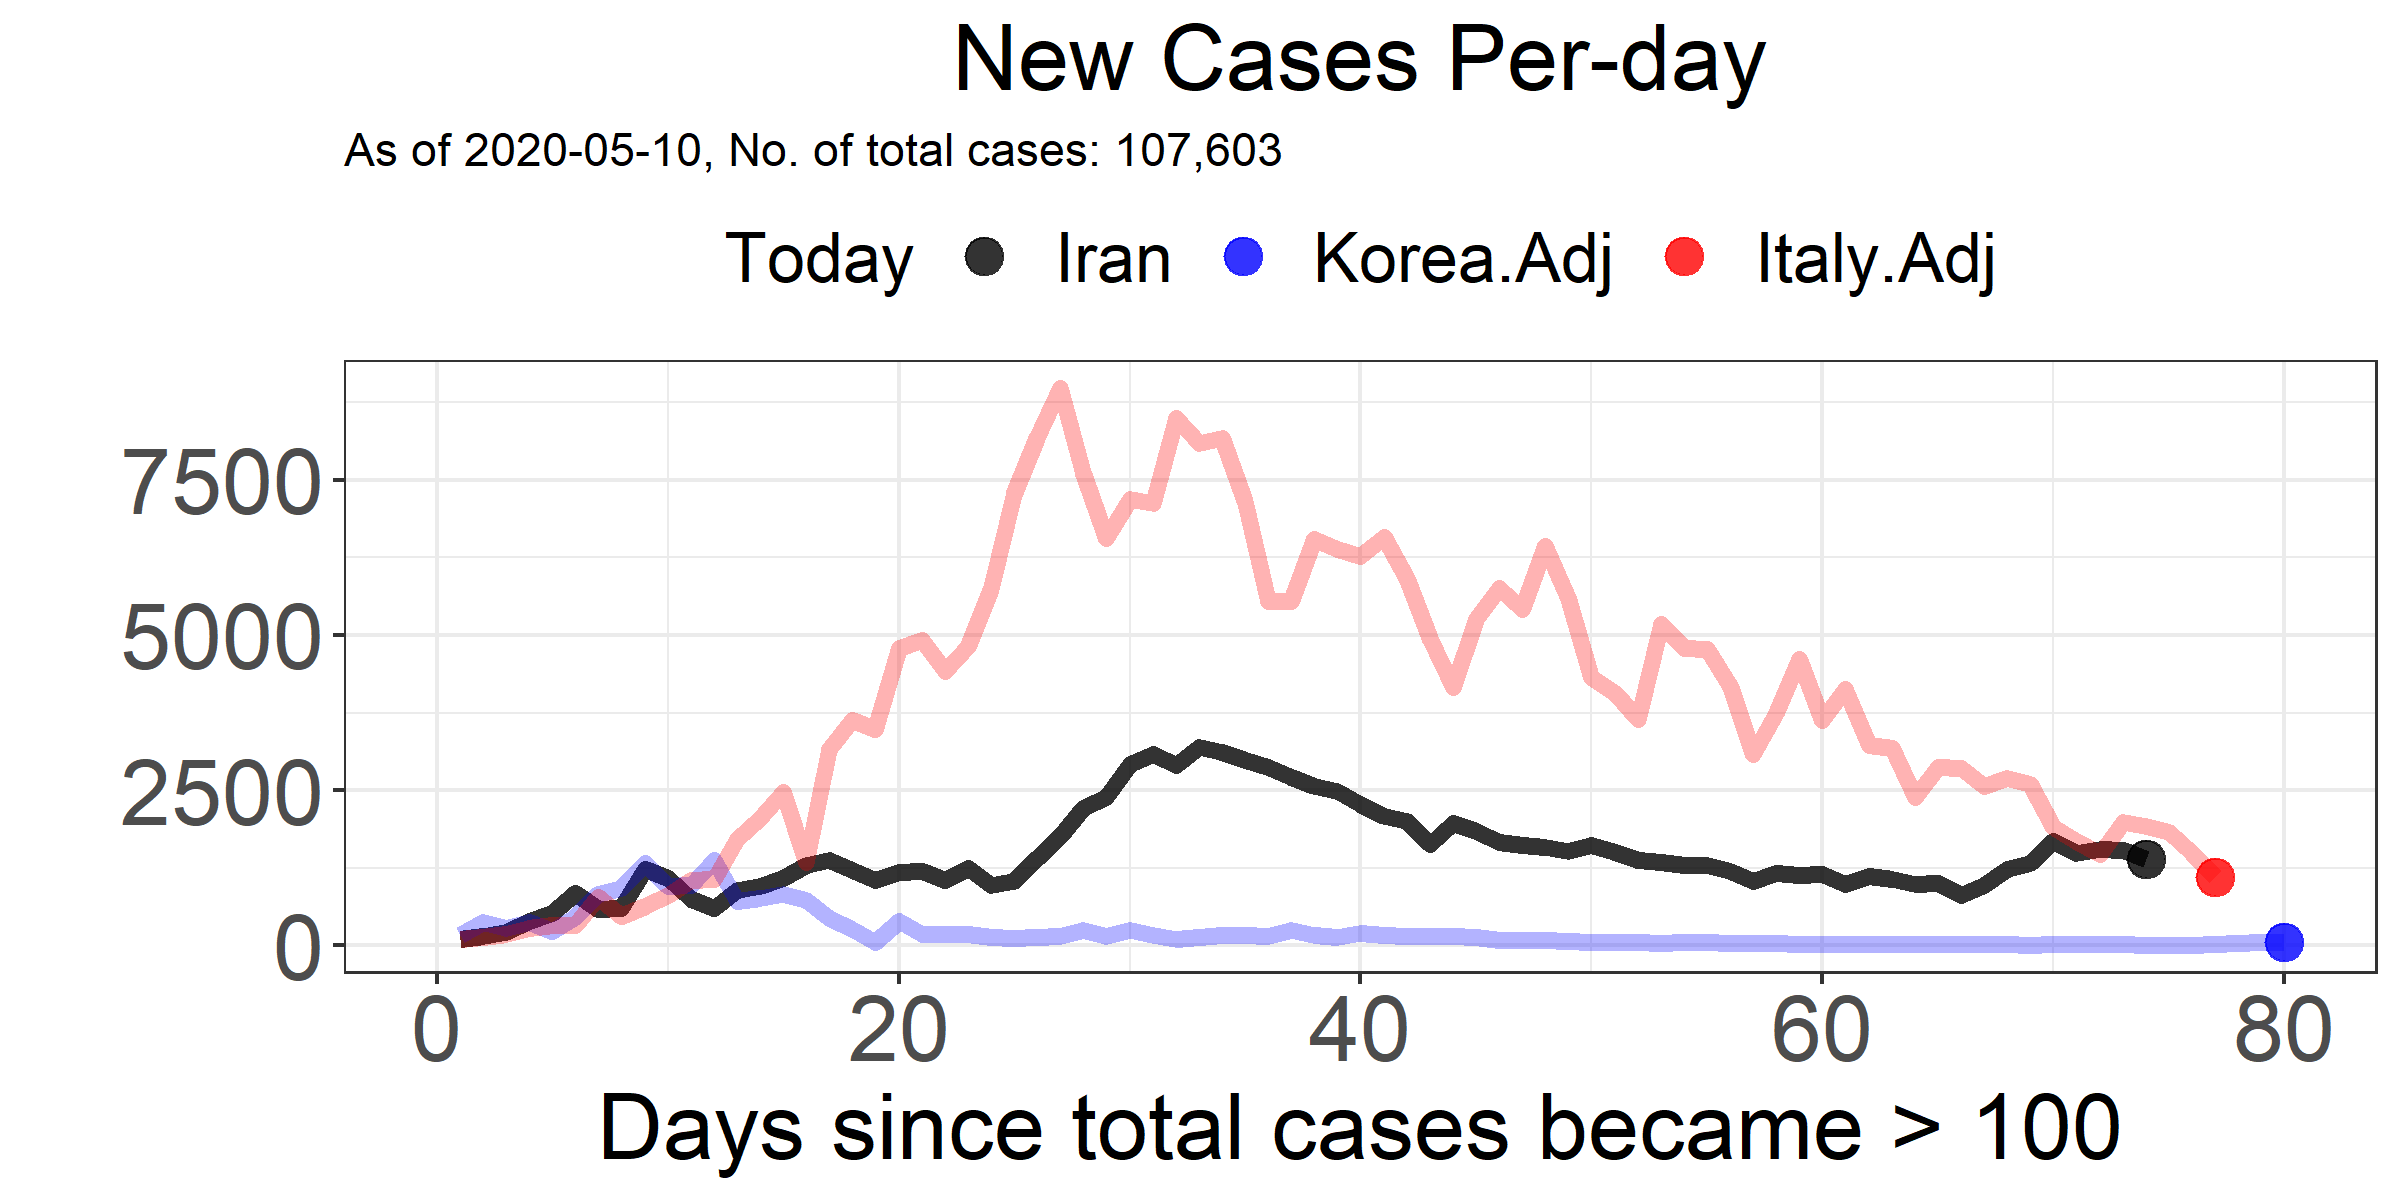 New Cases Per-day
As of 2020-05-10, No. of total cases: 107,603
Today Iran Korea.Adj Italy.Adj
7500
5000
2500
0
0 20 40 60 80
Days since total cases became > 100